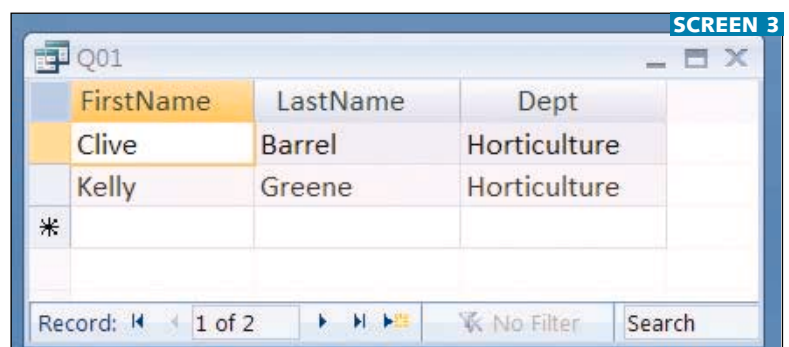 SCREEN 3
Q01
FirstName LastName Dept
Clive Barrel Horticulture
Kelly Greene Horticulture
Record: 1 of 2 No Filter Search